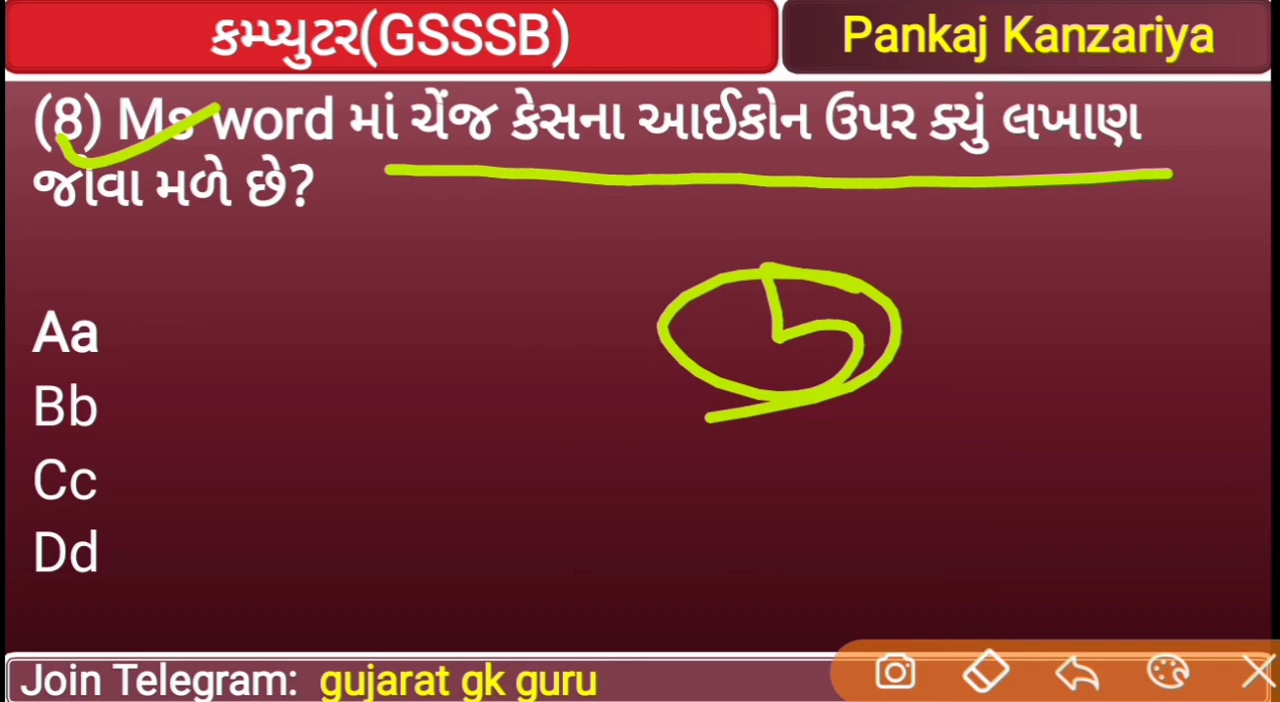 કમ્પ્યુટર(GSSSB)
Pankaj Kanzariya
(8) Ms word માં ચેંજ કેસના આઈકોન ઉપર ક્યું લખાણ
જોવા મળે છે?
Aa
Bb
Cc
Dd
Join Telegram: gujarat gk guru